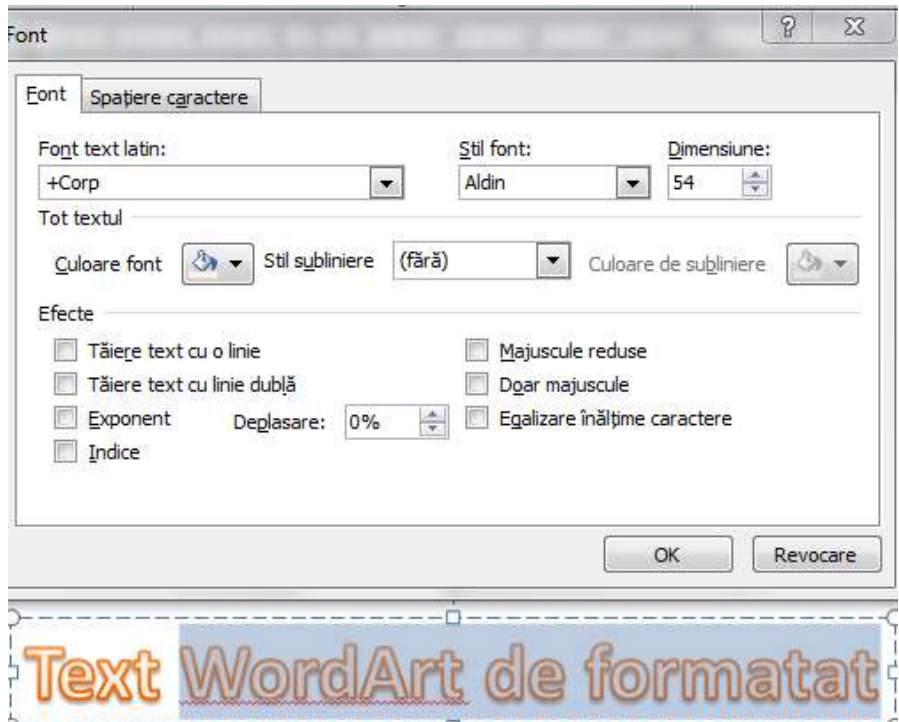 Font
Font Spațiere caractere
Font text latin: Stil font: Dimensiune:
+Corp Aldin 54
Tot textul
Culoare font Stil subliniere (fără) Culoare de subliniere
Efecte
Tăiere text cu o linie Majuscule reduse
Tăiere text cu linie dublă Doar majuscule
Exponent Deplasare: 0% Egalizare înălțime caractere
Indice
OK Revocare
Text WordArt de formatat